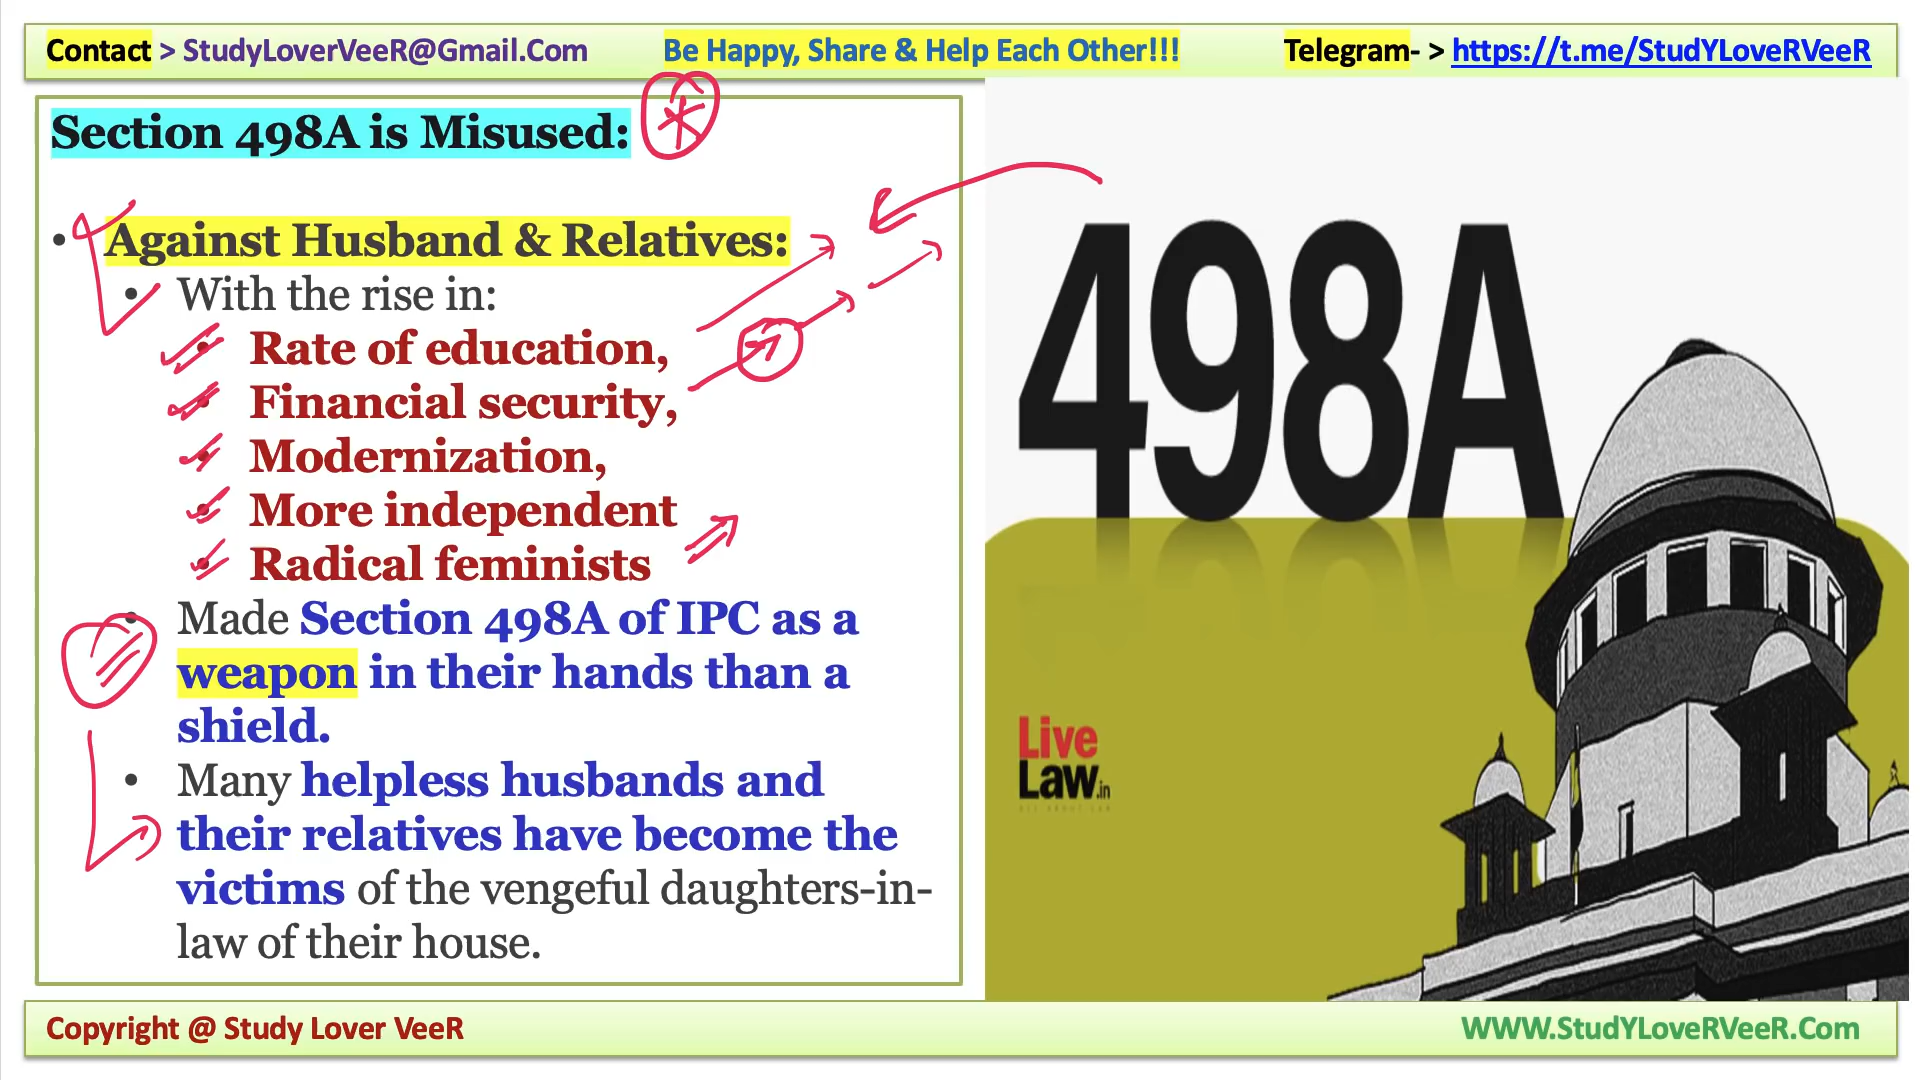 Contact > StudyLoverVeeR@Gmail.Com Be Happy, Share & Help Each Other!!! Telegram- > https://t.me/StudYLoveRVeeR
Section 498A is Misused:
• Against Husband & Relatives:
• With the rise in:
• Rate of education,
• Financial security,
• Modernization,
• More independent
• Radical feminists
• Made Section 498A of IPC as a
weapon in their hands than a
shield.
• Many helpless husbands and
their relatives have become the
victims of the vengeful daughters-in-
law of their house.
498A
Live
Law.in
Copyright @ Study Lover VeeR WWW.StudYLoveRVeeR.Com